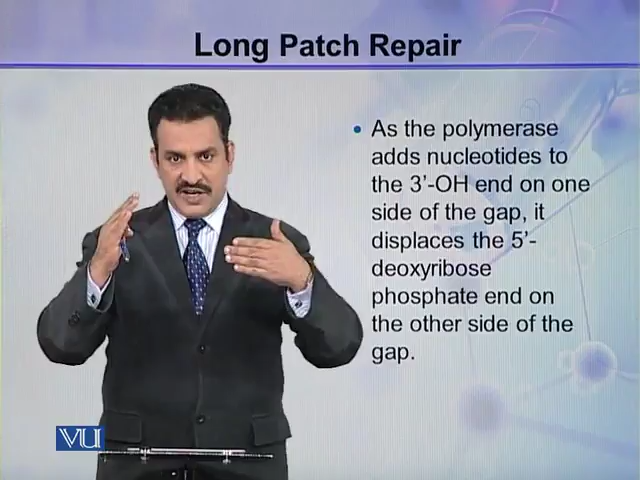 Long Patch Repair
• As the polymerase
adds nucleotides to
the 3'-OH end on one
side of the gap, it
displaces the 5'-
deoxyribose
phosphate end on
the other side of the
gap.
VU